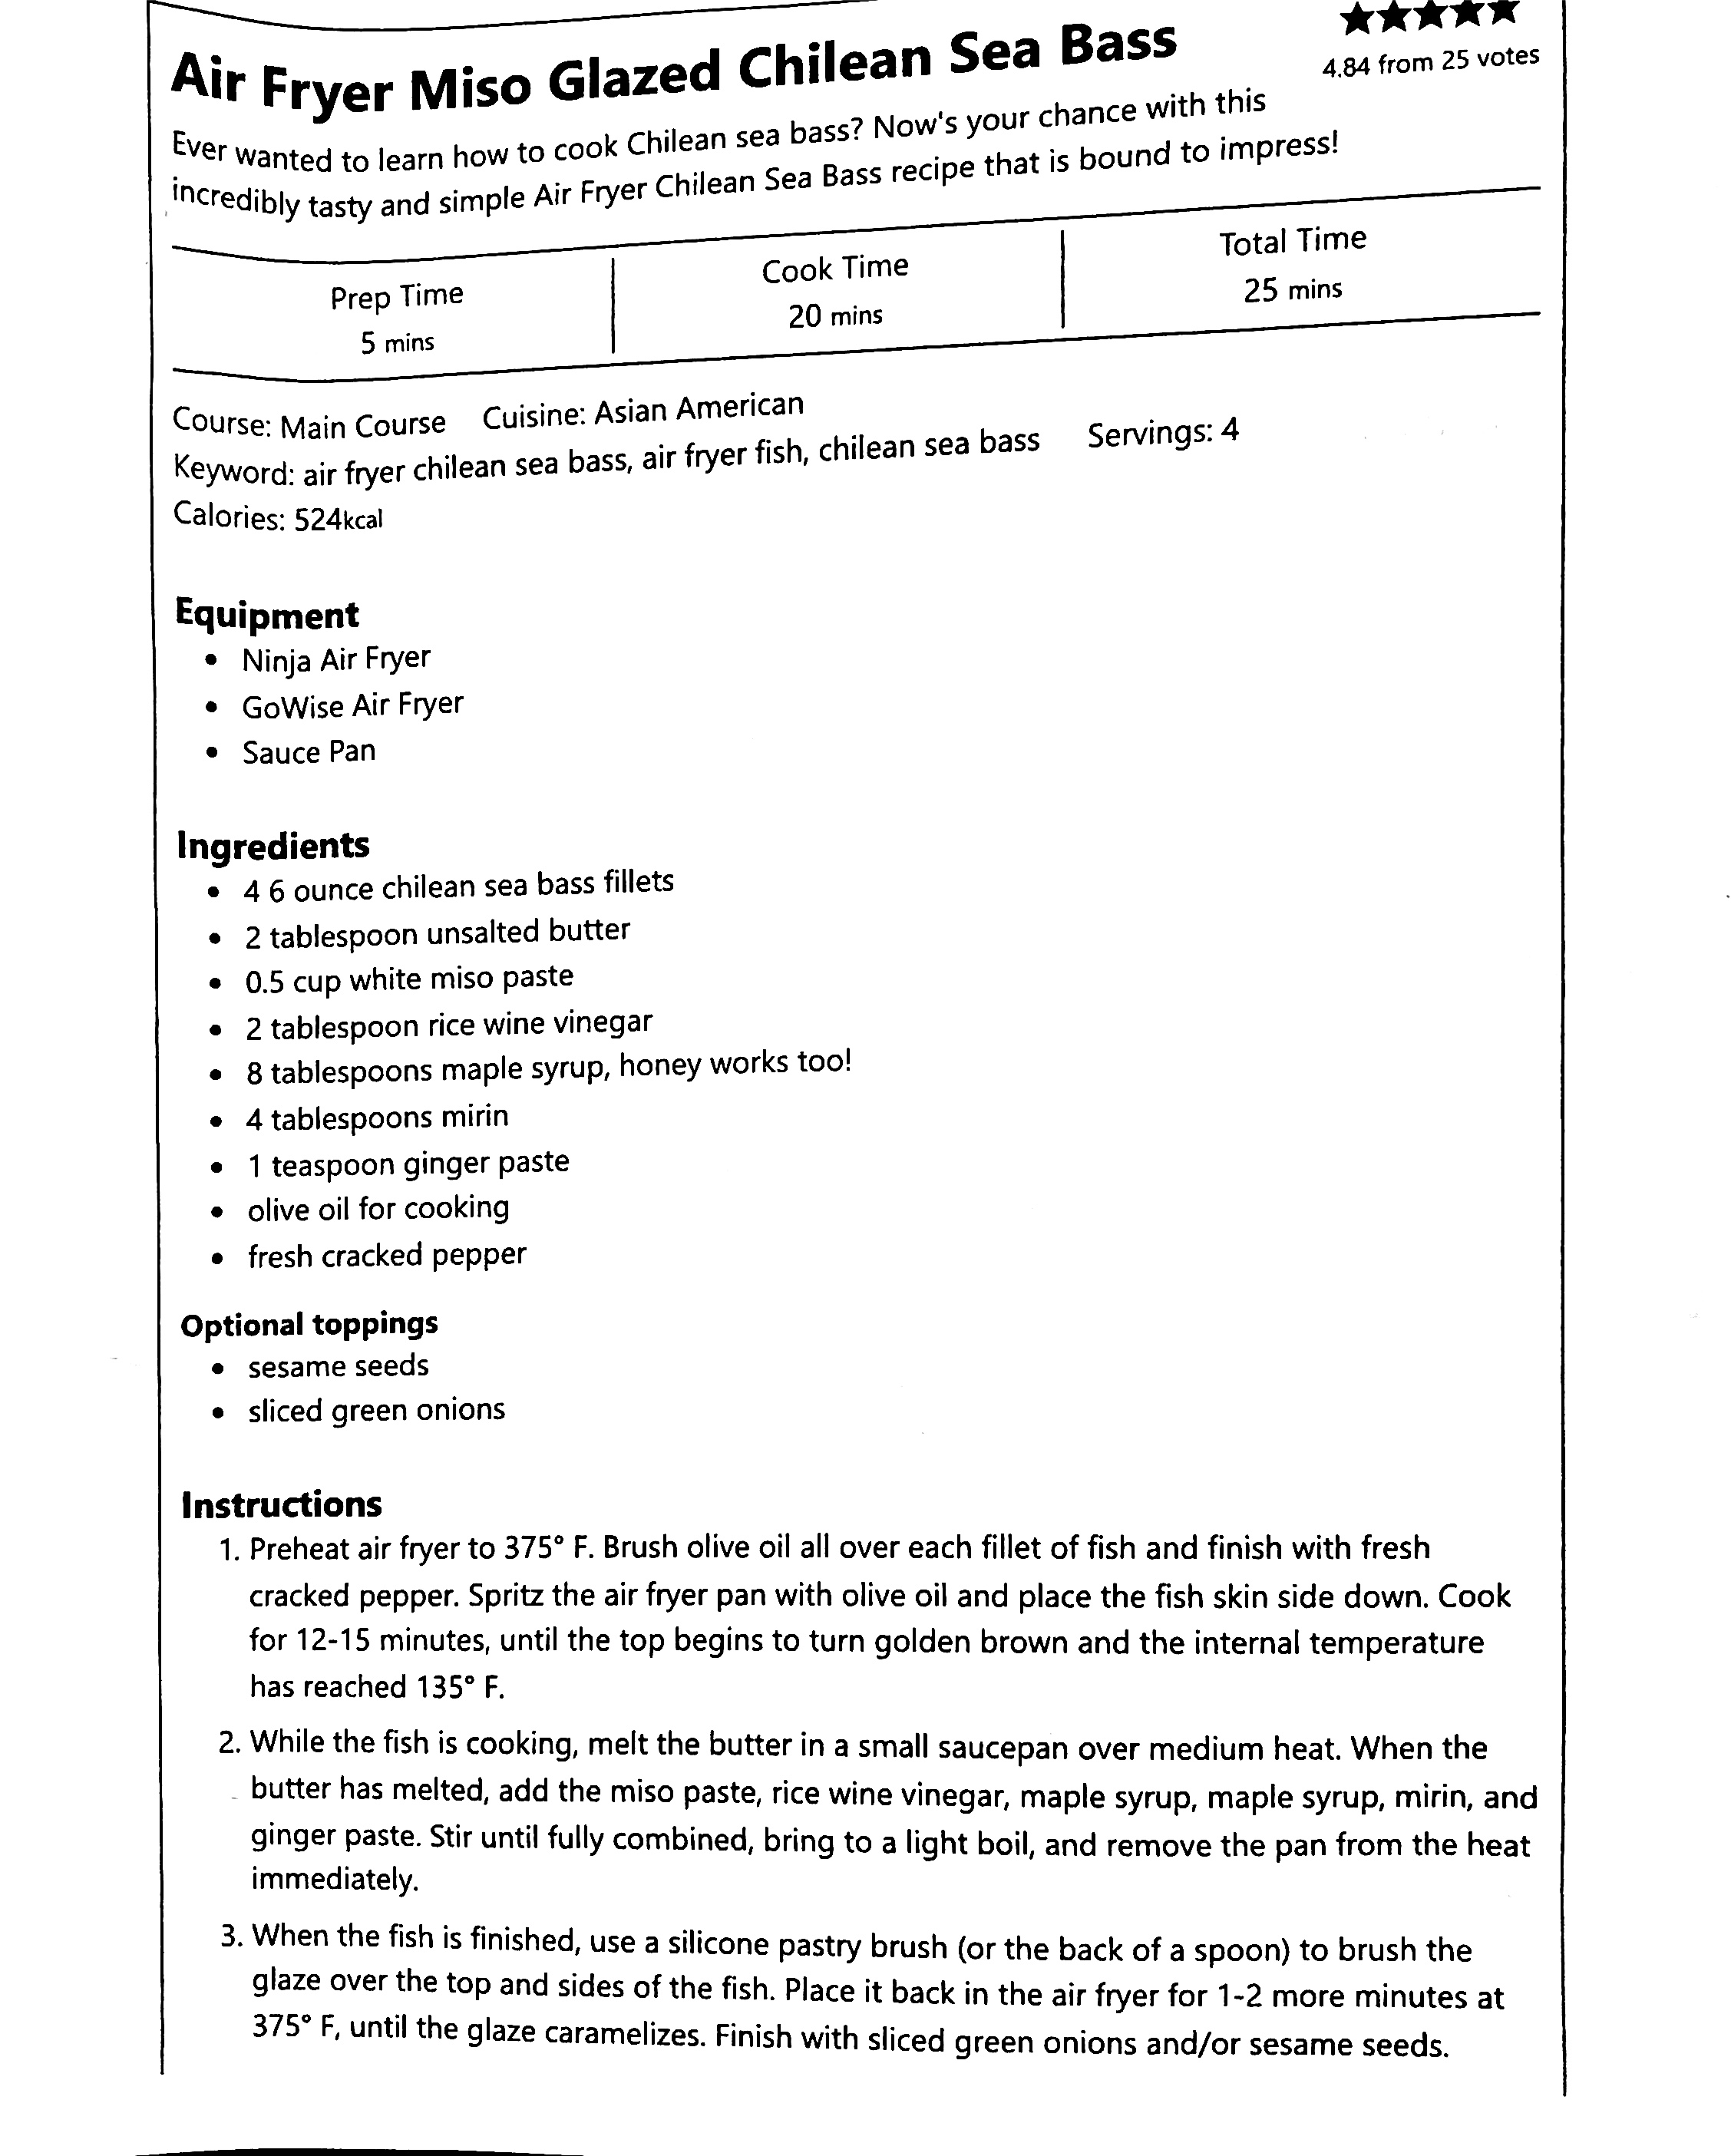 Air Fryer Miso Glazed Chilean Sea Bass
4.84 from 25 votes
Ever wanted to learn how to cook Chilean sea bass? Now's your chance with this
incredibly tasty and simple Air Fryer Chilean Sea Bass recipe that is bound to impress!
Prep Time
5 mins
Cook Time
20 mins
Total Time
25 mins
Course: Main Course Cuisine: Asian American
Keyword: air fryer chilean sea bass, air fryer fish, chilean sea bass Servings: 4
Calories: 524kcal
Equipment
• Ninja Air Fryer
• GoWise Air Fryer
• Sauce Pan
Ingredients
• 4 6 ounce chilean sea bass fillets
• 2 tablespoon unsalted butter
• 0.5 cup white miso paste
• 2 tablespoon rice wine vinegar
• 8 tablespoons maple syrup, honey works too!
• 4 tablespoons mirin
• 1 teaspoon ginger paste
• olive oil for cooking
• fresh cracked pepper
Optional toppings
• sesame seeds
• sliced green onions
Instructions
1. Preheat air fryer to 375° F. Brush olive oil all over each fillet of fish and finish with fresh
cracked pepper. Spritz the air fryer pan with olive oil and place the fish skin side down. Cook
for 12-15 minutes, until the top begins to turn golden brown and the internal temperature
has reached 135° F.
2. While the fish is cooking, melt the butter in a small saucepan over medium heat. When the
butter has melted, add the miso paste, rice wine vinegar, maple syrup, maple syrup, mirin, and
ginger paste. Stir until fully combined, bring to a light boil, and remove the pan from the heat
immediately.
3. When the fish is finished, use a silicone pastry brush (or the back of a spoon) to brush the
glaze over the top and sides of the fish. Place it back in the air fryer for 1-2 more minutes at
375° F, until the glaze caramelizes. Finish with sliced green onions and/or sesame seeds.